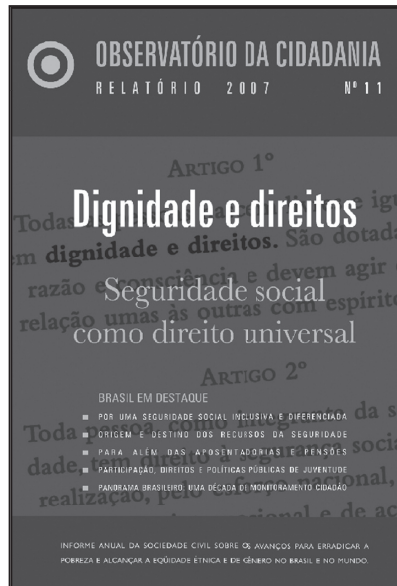 OBSERVATÓRIO DA CIDADANIA
RELATÓRIO 2007 Nº 11
ARTIGO 1º
Dignidade e direitos
Todas e igu
m dignidade e direitos. São dotada
razão e consciência e devem agir
relação umas às outras com espírito
Seguridade social
como direito universal
ARTIGO 2º
BRASIL EM DESTAQUE
POR UMA SEGURIDADE SOCIAL INCLUSIVA E DIFERENCIADA
ORIGEM E DESTINO DOS RECURSOS DA SEGURIDADE
PARA ALÉM DAS APOSENTADORIAS E PENSÕES
PARTICIPAÇÃO, DIREITOS E POLÍTICAS PÚBLICAS DE JUVENTUDE
PANORAMA BRASILEIRO: UMA DÉCADA DE MONITORAMENTO CIDADÃO
Toda pessoa, como integrante da s
dade, tem direito à segurança socia
realização, pelo esforço nacional,
INFORME ANUAL DA SOCIEDADE CIVIL SOBRE OS AVANÇOS PARA ERRADICAR A
POBREZA E ALCANÇAR A EQÜIDADE ÉTNICA E DE GÊNERO NO BRASIL E NO MUNDO.